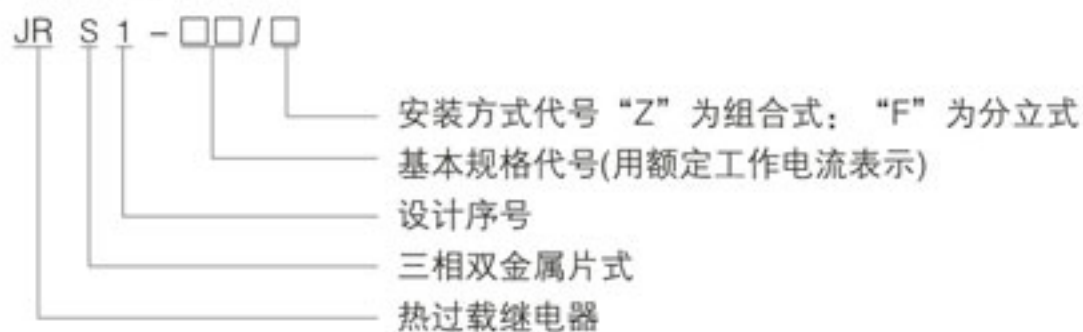 JR S 1 - □□/□
安装方式代号“Z”为组合式；“F”为分立式
基本规格代号(用额定工作电流表示)
设计序号
三相双金属片式
热过载继电器